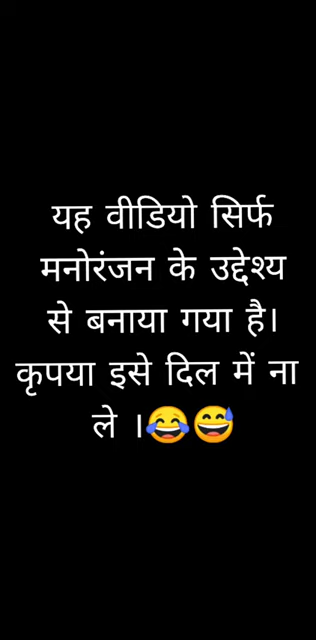 यह वीडियो सिर्फ
मनोरंजन के उद्देश्य
से बनाया गया है।
कृपया इसे दिल में ना
ले ।😂😅